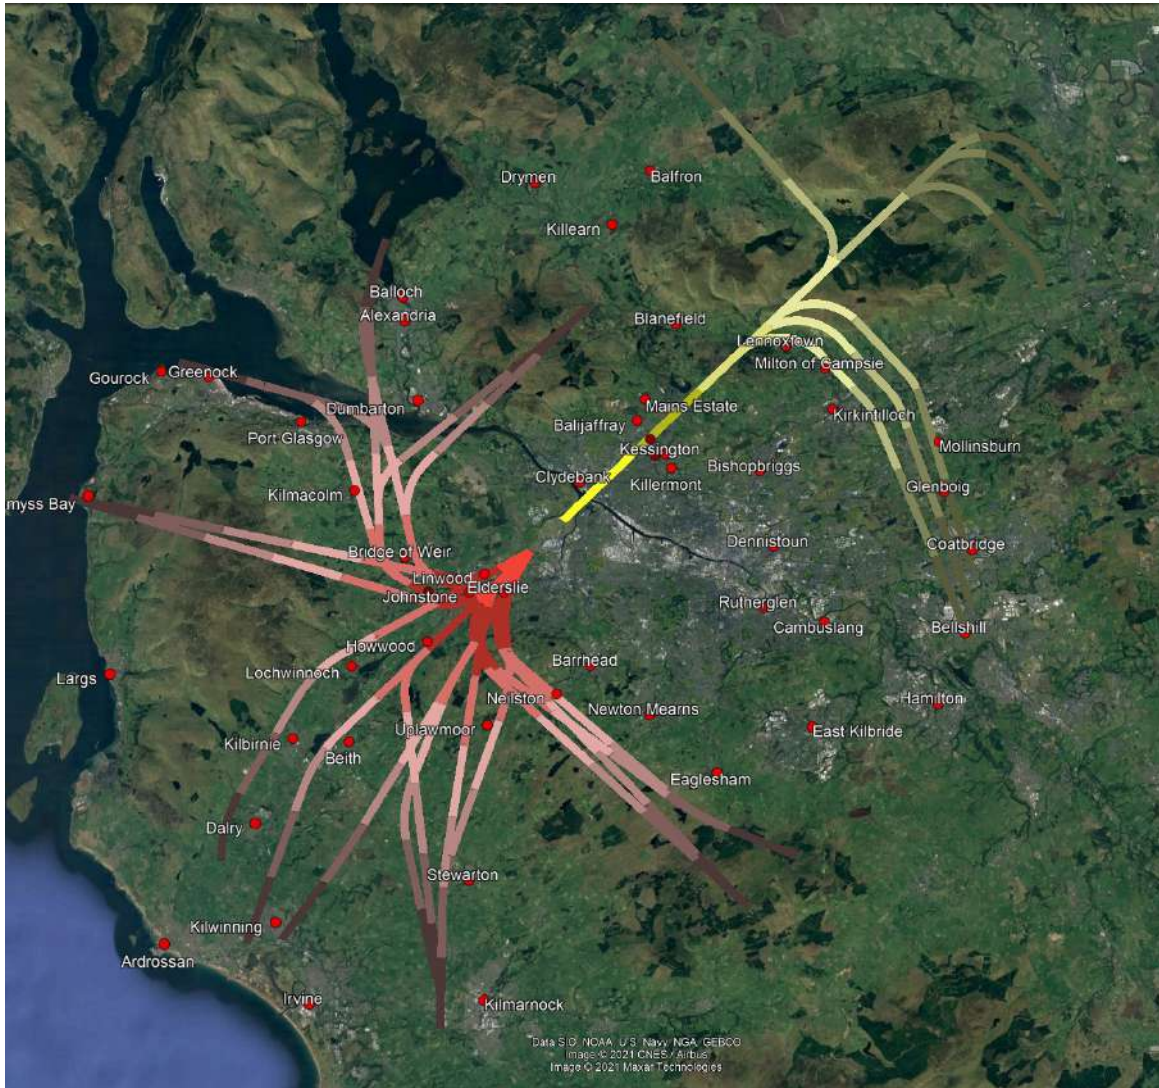 Drymen
Balfron
Killearn
Balloch
Alexandria
Blanefield
Lennoxtown
Milton of Campsie
Gourock
Greenock
Dumbarton
Mains Estate
Kirkintilloch
Port Glasgow
Balijaffray
Mollinsburn
Kessington
Bishopbriggs
Clydebank
Killermont
Kilmacolm
Glenboig
myss Bay
Bridge of Weir
Dennistoun
Coatbridge
Linwood
Elderslie
Johnstone
Rutherglen
Cambuslang
Bellshill
Howwood
Lochwinnoch
Barrhead
Largs
Neilston
Newton Mearns
Hamilton
Uplawmoor
East Kilbride
Kilbirnie
Beith
Eaglesham
Dalry
Stewarton
Kilwinning
Ardrossan
Irvine
Kilmarnock
Data SIO, NOAA, U.S. Navy, NGA, GEBCO
Image © 2021 CNES / Airbus
Image © 2021 Maxar Technologies